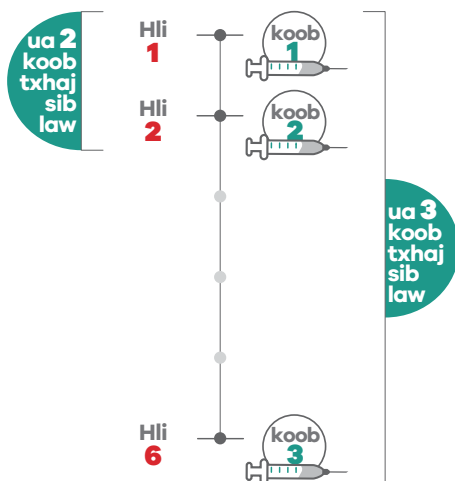 ua 2
koob
txhaj
sib
law
Hli
1
koob
1
Hli
2
koob
2
ua 3
koob
txhaj
sib
law
Hli
6
koob
3